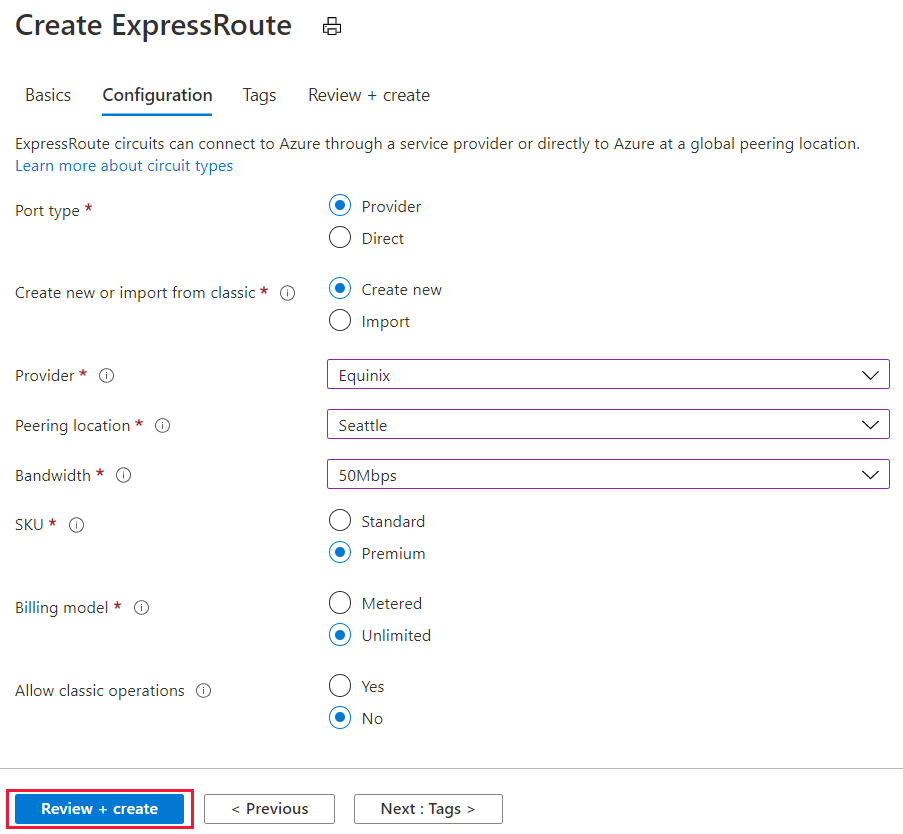 Create ExpressRoute
Basics Configuration Tags Review + create
ExpressRoute circuits can connect to Azure through a service provider or directly to Azure at a global peering location.
Learn more about circuit types
Port type *
Provider
Direct
Create new or import from classic *
Create new
Import
Provider * Equinix
Peering location * Seattle
Bandwidth * 50Mbps
SKU *
Standard
Premium
Billing model *
Metered
Unlimited
Allow classic operations
Yes
No
Review + create < Previous Next : Tags >